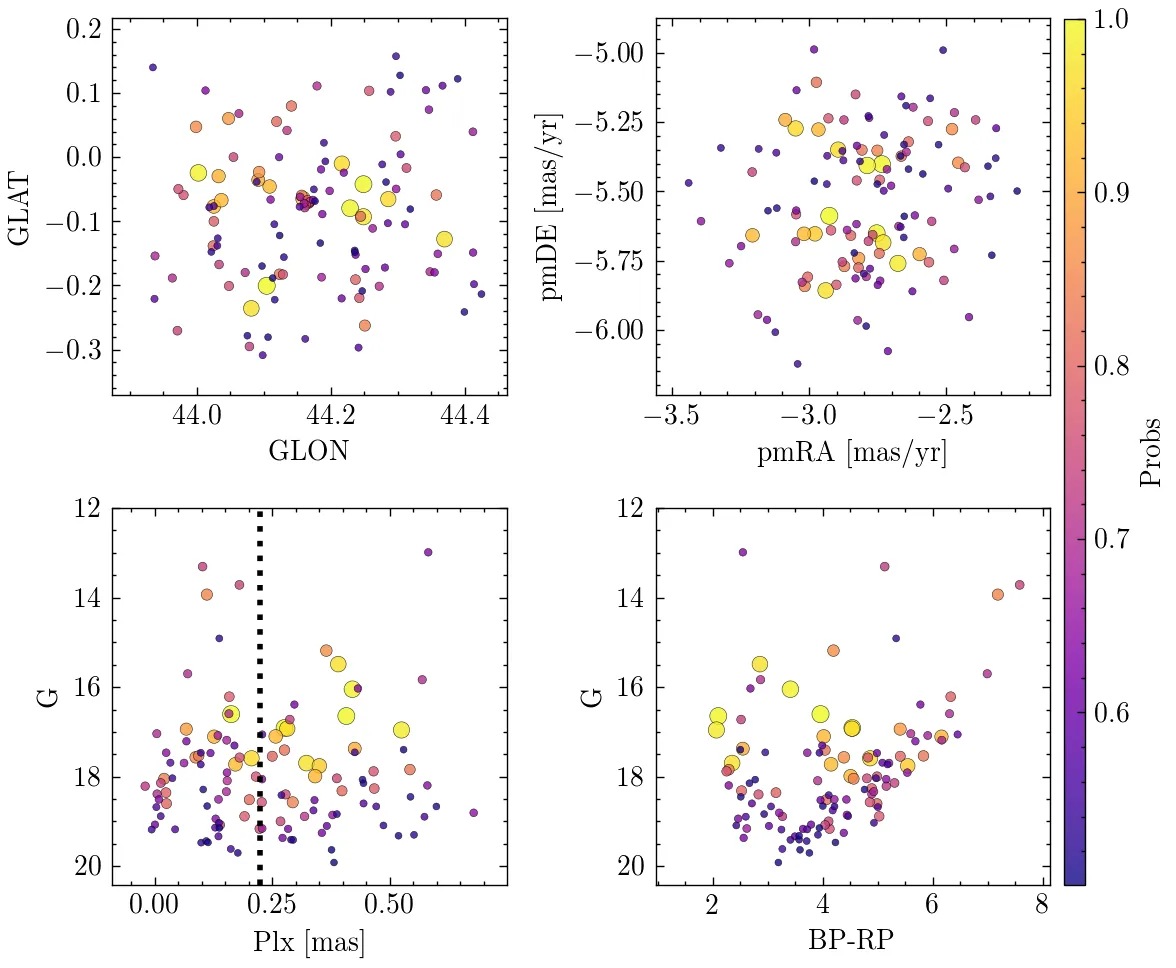 0.2
0.1
0.0
−0.1
−0.2
−0.3
GLAT
44.0 44.2 44.4
GLON
−5.00
−5.25
−5.50
−5.75
−6.00
pmDE [mas/yr]
−3.5 −3.0 −2.5
pmRA [mas/yr]
1.0
0.9
0.8
0.7
0.6
Probs
12
14
16
18
20
G
0.00 0.25 0.50
Plx [mas]
12
14
16
18
20
G
2 4 6 8
BP-RP